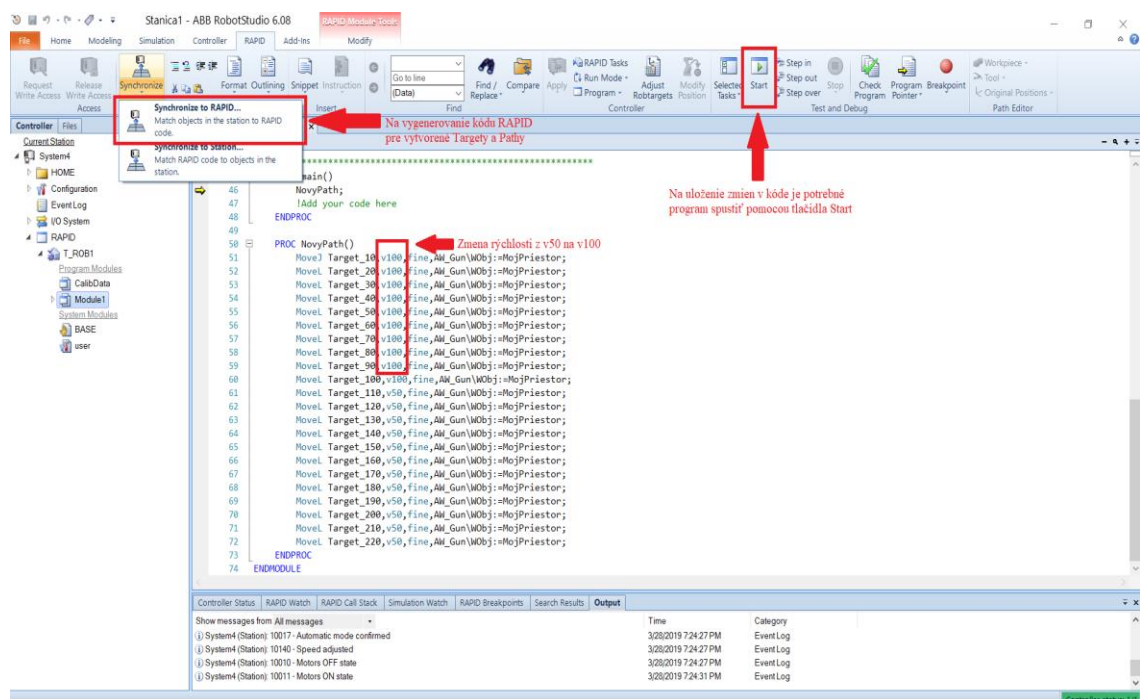 Stanica1 - ABB RobotStudio 6.08
RAPID Module Tools
File Home Modeling Simulation Controller RAPID Add-Ins Modify
Request Write Access
Release Write Access
Access
Synchronize
Format Outlining Snippet Instruction
Insert
Go to line
(Data)
Find / Replace
Compare
Find
Apply
RAPID Tasks
Run Mode
Program
Adjust Robtargets
Modify Position
Controller
Selected Tasks
Start
Step in
Step out
Step over
Stop
Check Program
Program Pointer
Breakpoint
Test and Debug
Workpiece
Tool
Original Positions
Path Editor
Synchronize to RAPID...
Match objects in the station to RAPID
code.
Synchronize to Station...
Match RAPID code to objects in the
station.
Na vygenerovanie kódu RAPID
pre vytvorené Targety a Pathy
Na uloženie zmien v kóde je potrebné
program spustiť pomocou tlačidla Start
Zmena rýchlosti z v50 na v100
Controller Files
Current Station
System4
HOME
Configuration
EventLog
I/O System
RAPID
T_ROB1
Program Modules
CalibData
Module1
System Modules
BASE
user
main()
46 NovyPath;
47 !Add your code here
48 ENDPROC
49
50 PROC NovyPath()
51 MoveJ Target_10,v100,fine,AW_Gun\WObj:=MojPriestor;
52 MoveL Target_20,v100,fine,AW_Gun\WObj:=MojPriestor;
53 MoveL Target_30,v100,fine,AW_Gun\WObj:=MojPriestor;
54 MoveL Target_40,v100,fine,AW_Gun\WObj:=MojPriestor;
55 MoveL Target_50,v100,fine,AW_Gun\WObj:=MojPriestor;
56 MoveL Target_60,v100,fine,AW_Gun\WObj:=MojPriestor;
57 MoveL Target_70,v100,fine,AW_Gun\WObj:=MojPriestor;
58 MoveL Target_80,v100,fine,AW_Gun\WObj:=MojPriestor;
59 MoveL Target_90,v100,fine,AW_Gun\WObj:=MojPriestor;
60 MoveL Target_100,v100,fine,AW_Gun\WObj:=MojPriestor;
61 MoveL Target_110,v50,fine,AW_Gun\WObj:=MojPriestor;
62 MoveL Target_120,v50,fine,AW_Gun\WObj:=MojPriestor;
63 MoveL Target_130,v50,fine,AW_Gun\WObj:=MojPriestor;
64 MoveL Target_140,v50,fine,AW_Gun\WObj:=MojPriestor;
65 MoveL Target_150,v50,fine,AW_Gun\WObj:=MojPriestor;
66 MoveL Target_160,v50,fine,AW_Gun\WObj:=MojPriestor;
67 MoveL Target_170,v50,fine,AW_Gun\WObj:=MojPriestor;
68 MoveL Target_180,v50,fine,AW_Gun\WObj:=MojPriestor;
69 MoveL Target_190,v50,fine,AW_Gun\WObj:=MojPriestor;
70 MoveL Target_200,v50,fine,AW_Gun\WObj:=MojPriestor;
71 MoveL Target_210,v50,fine,AW_Gun\WObj:=MojPriestor;
72 MoveL Target_220,v50,fine,AW_Gun\WObj:=MojPriestor;
73 ENDPROC
74 ENDMODULE
Controller Status RAPID Watch RAPID Call Stack Simulation Watch RAPID Breakpoints Search Results Output
Show messages from All messages Time Category
System4 (Station): 10017 - Automatic mode confirmed 3/28/2019 7:24:27 PM EventLog
System4 (Station): 10140 - Speed adjusted 3/28/2019 7:24:27 PM EventLog
System4 (Station): 10010 - Motors OFF state 3/28/2019 7:24:27 PM EventLog
System4 (Station): 10011 - Motors ON state 3/28/2019 7:24:31 PM EventLog